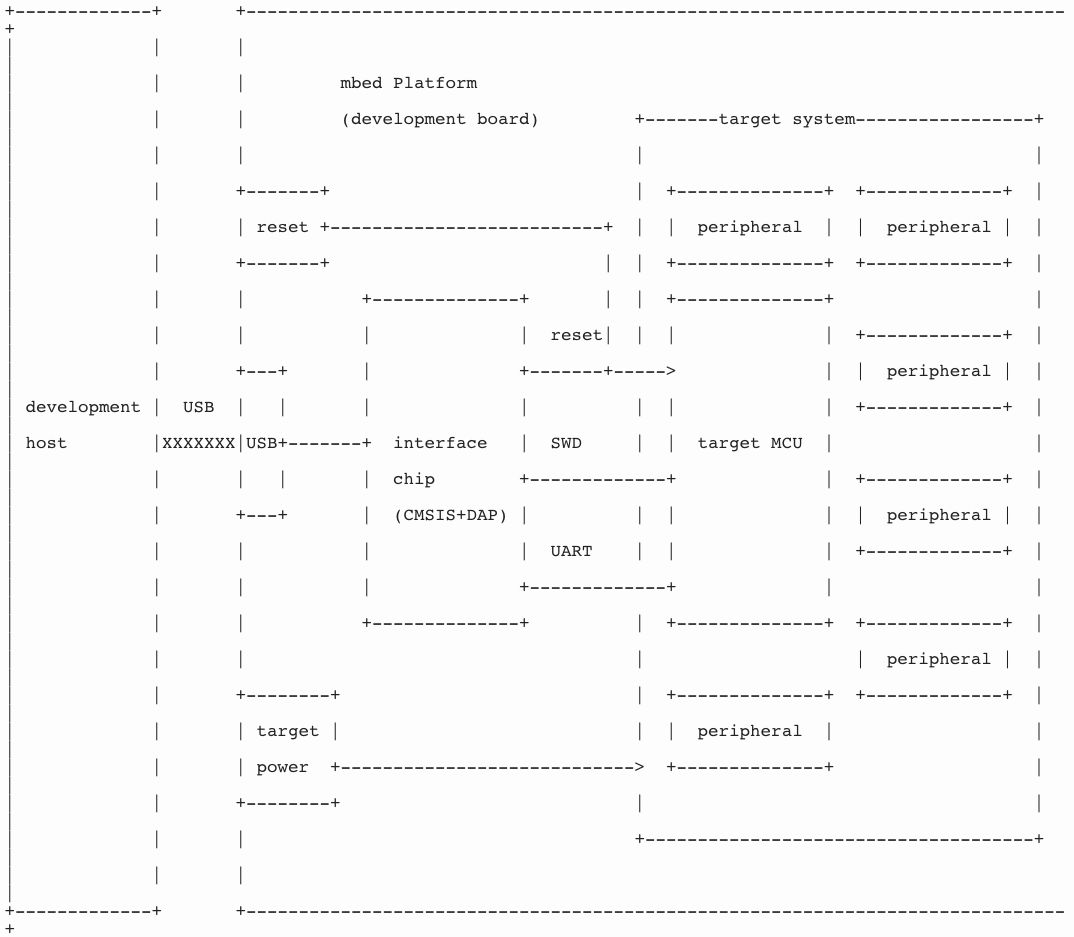 mbed Platform
(development board)
target system
reset
peripheral peripheral
reset
peripheral
development USB
host XXXXXXX USB interface SWD target MCU
chip
(CMSIS+DAP) peripheral
UART
peripheral
target peripheral
power